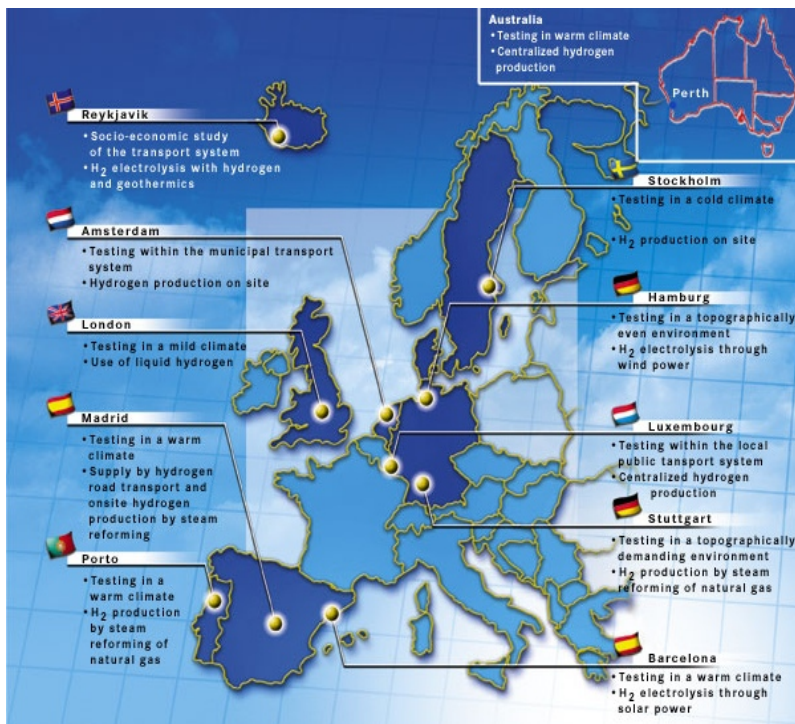 Australia
• Testing in warm climate
• Centralized hydrogen
production
Perth
Reykjavik
• Socio-economic study
of the transport system
• H₂ electrolysis with hydrogen
and geothermics
Stockholm
• Testing in a cold climate
• H₂ production on site
Amsterdam
• Testing within the municipal transport
system
• Hydrogen production on site
Hamburg
• Testing in a topographically
even environment
• H₂ electrolysis through
wind power
London
• Testing in a mild climate
• Use of liquid hydrogen
Madrid
• Testing in a warm
climate
• Supply by hydrogen
road transport and
onsite hydrogen
production by steam
reforming
Luxembourg
• Testing within the local
public tansport system
• Centralized hydrogen
production
Stuttgart
• Testing in a topographically
demanding environment
• H₂ production by steam
reforming of natural gas
Porto
• Testing in a
warm climate
• H₂ production
by steam
reforming
of natural gas
Barcelona
• Testing in a warm climate
• H₂ electrolysis through
solar power